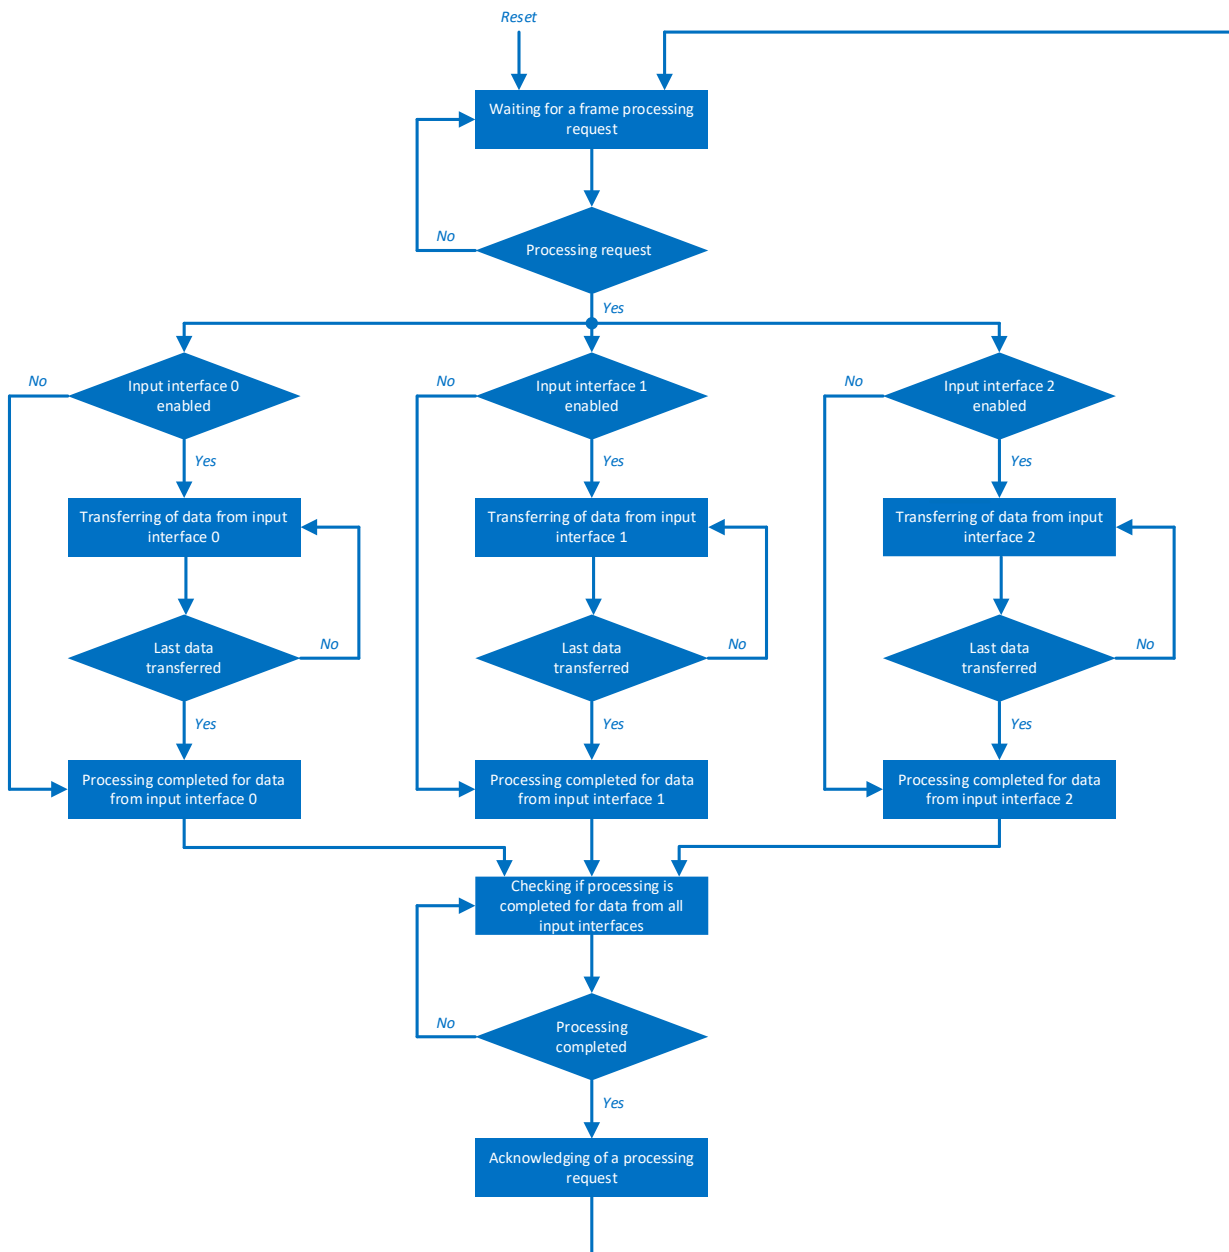 Reset
Waiting for a frame processing
request
No
Processing request
Yes
No
Input interface 0
enabled
No
Input interface 1
enabled
No
Input interface 2
enabled
Yes
Yes
Yes
Transferring of data from input
interface 0
Transferring of data from input
interface 1
Transferring of data from input
interface 2
Last data
transferred
No
Last data
transferred
No
Last data
transferred
No
Yes
Yes
Yes
Processing completed for data
from input interface 0
Processing completed for data
from input interface 1
Processing completed for data
from input interface 2
Checking if processing is
completed for data from all
input interfaces
No
Processing
completed
Yes
Acknowledging of a processing
request